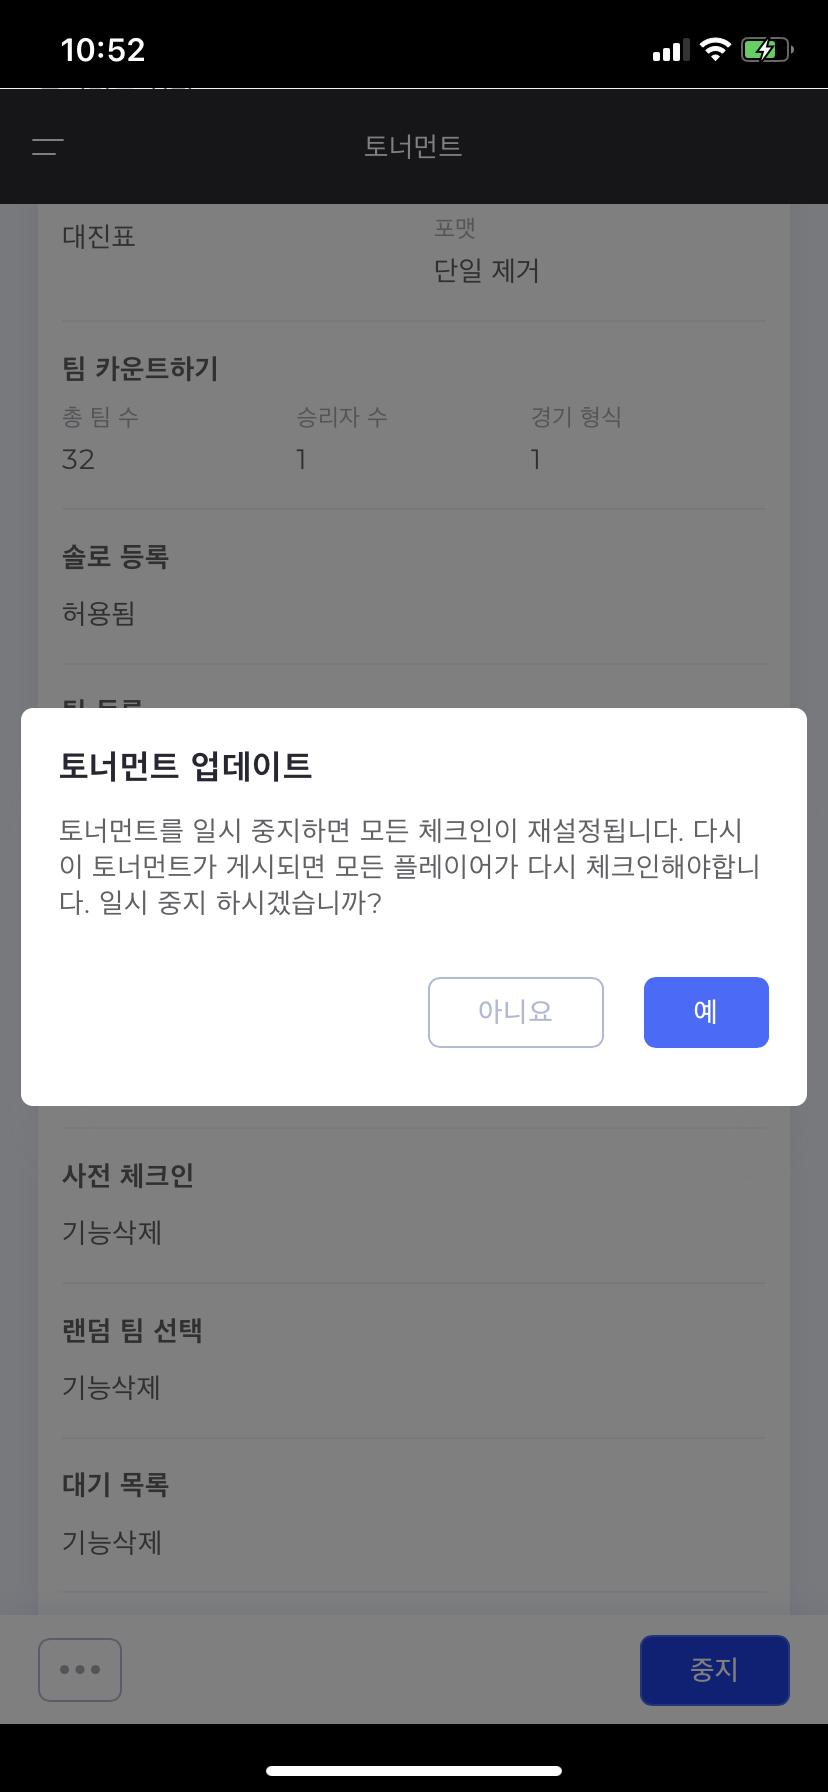 10:52
토너먼트
대진표
포맷
단일 제거
팀 카운트하기
총 팀 수 승리자 수 경기 형식
32 1 1
솔로 등록
허용됨
토너먼트 업데이트
토너먼트를 일시 중지하면 모든 체크인이 재설정됩니다. 다시
이 토너먼트가 게시되면 모든 플레이어가 다시 체크인해야합니
다. 일시 중지 하시겠습니까?
아니요 예
사전 체크인
기능삭제
랜덤 팀 선택
기능삭제
대기 목록
기능삭제
중지